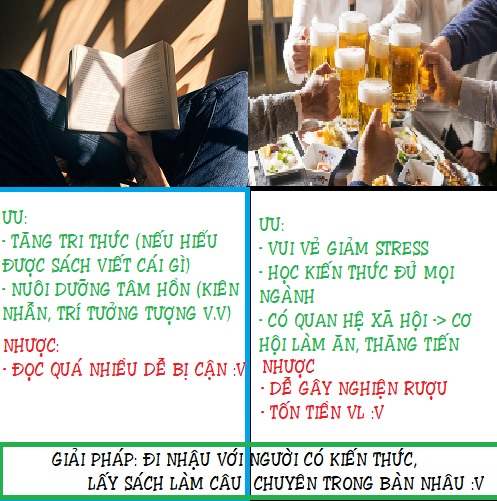 ƯU:
- TĂNG TRI THỨC (NẾU HIỂU
ĐƯỢC SÁCH VIẾT CÁI GÌ)
- NUÔI DƯỠNG TÂM HỒN (KIÊN
NHẪN, TRÍ TƯỞNG TƯỢNG V.V)
NHƯỢC:
- ĐỌC QUÁ NHIỀU DỄ BỊ CẬN :V
ƯU:
- VUI VẺ GIẢM STRESS
- HỌC KIẾN THỨC ĐỦ MỌI
NGÀNH
- CÓ QUAN HỆ XÃ HỘI -> CƠ
HỘI LÀM ĂN, THĂNG TIẾN
NHƯỢC
- DỄ GÂY NGHIỆN RƯỢU
- TỐN TIỀN VL :V
GIẢI PHÁP: ĐI NHẬU VỚI NGƯỜI CÓ KIẾN THỨC,
LẤY SÁCH LÀM CÂU CHUYÊN TRONG BÀN NHÂU :V